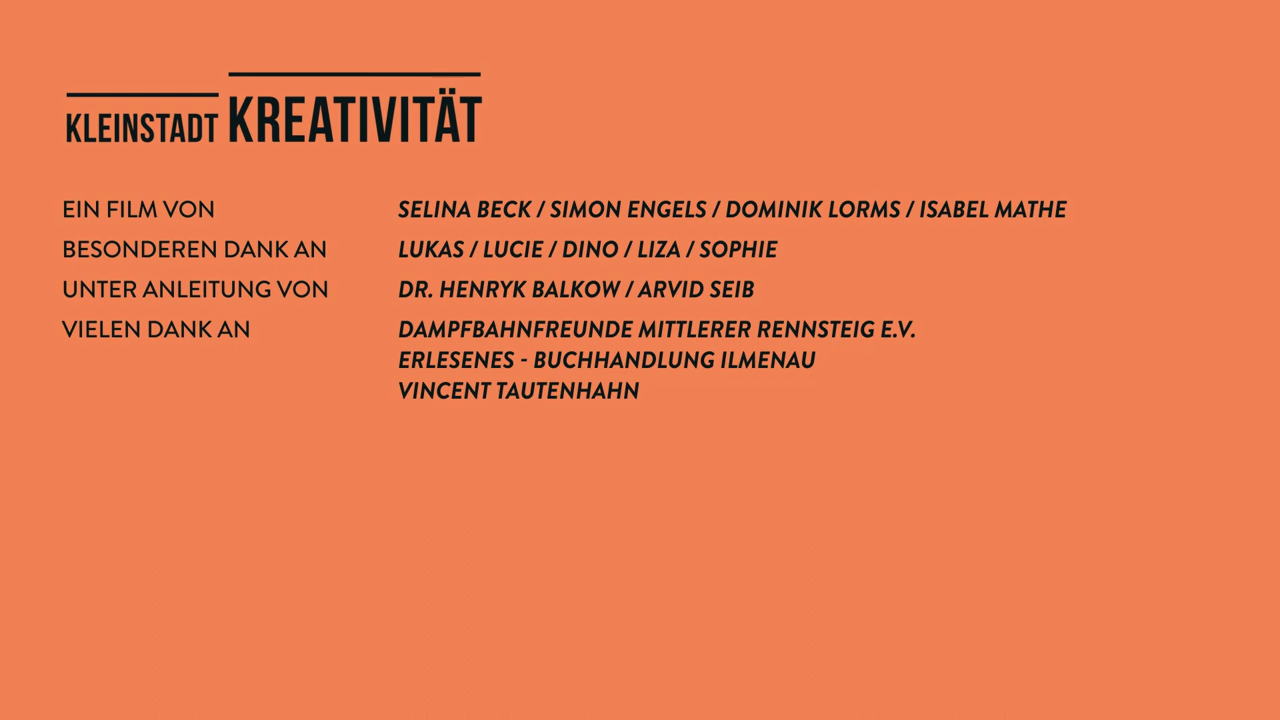 KLEINSTADT KREATIVITÄT
EIN FILM VON SELINA BECK / SIMON ENGELS / DOMINIK LORMS / ISABEL MATHE
BESONDEREN DANK AN LUKAS / LUCIE / DINO / LIZA / SOPHIE
UNTER ANLEITUNG VON DR. HENRYK BALKOW / ARVID SEIB
VIELEN DANK AN DAMPFBAHNFREUNDE MITTLERER RENNSTEIG E.V.
ERLESENES - BUCHHANDLUNG ILMENAU
VINCENT TAUTENHAHN